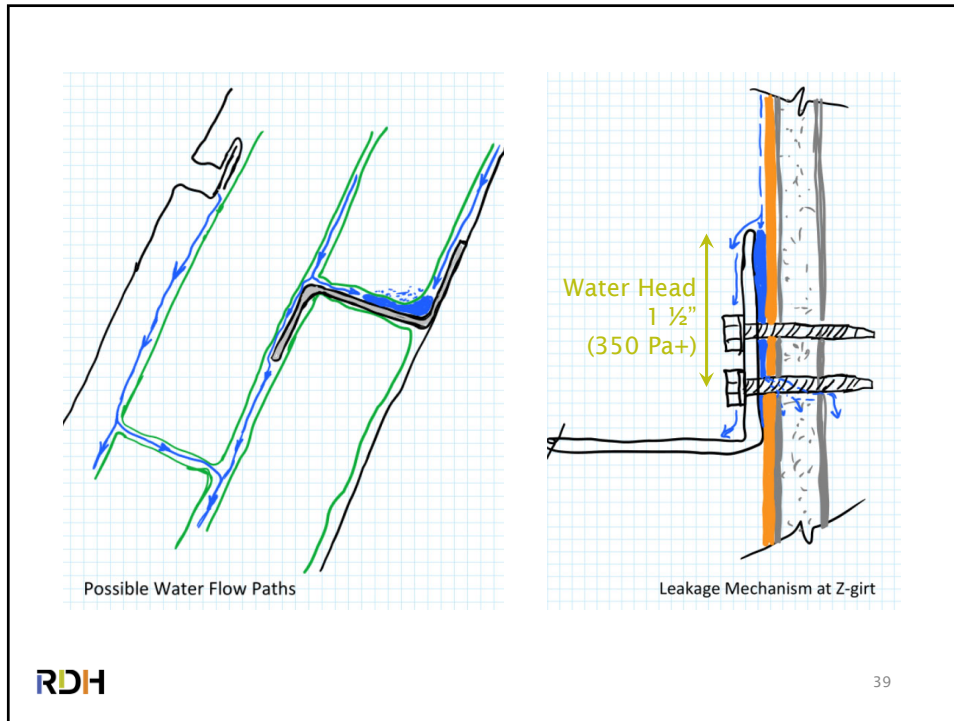 Water Head
1 ½"
(350 Pa+)
Possible Water Flow Paths
Leakage Mechanism at Z-girt
RDH
39